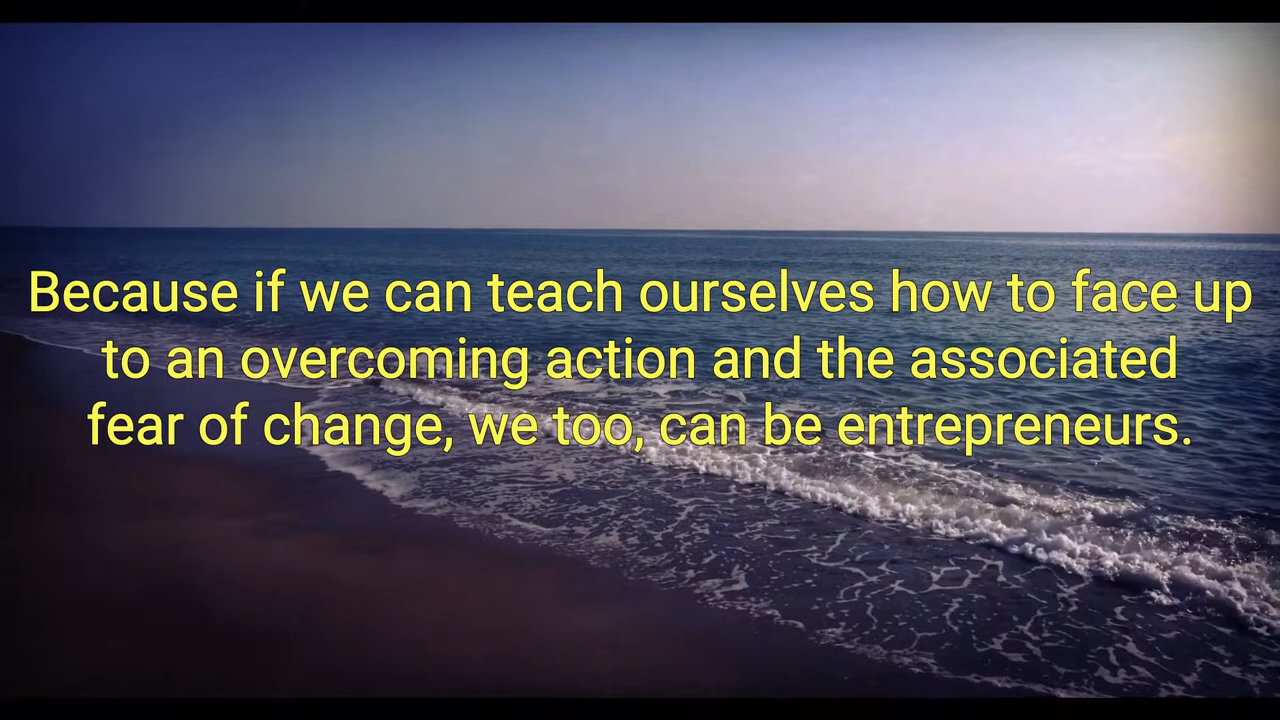 Because if we can teach ourselves how to face up
to an overcoming action and the associated
fear of change, we too, can be entrepreneurs.